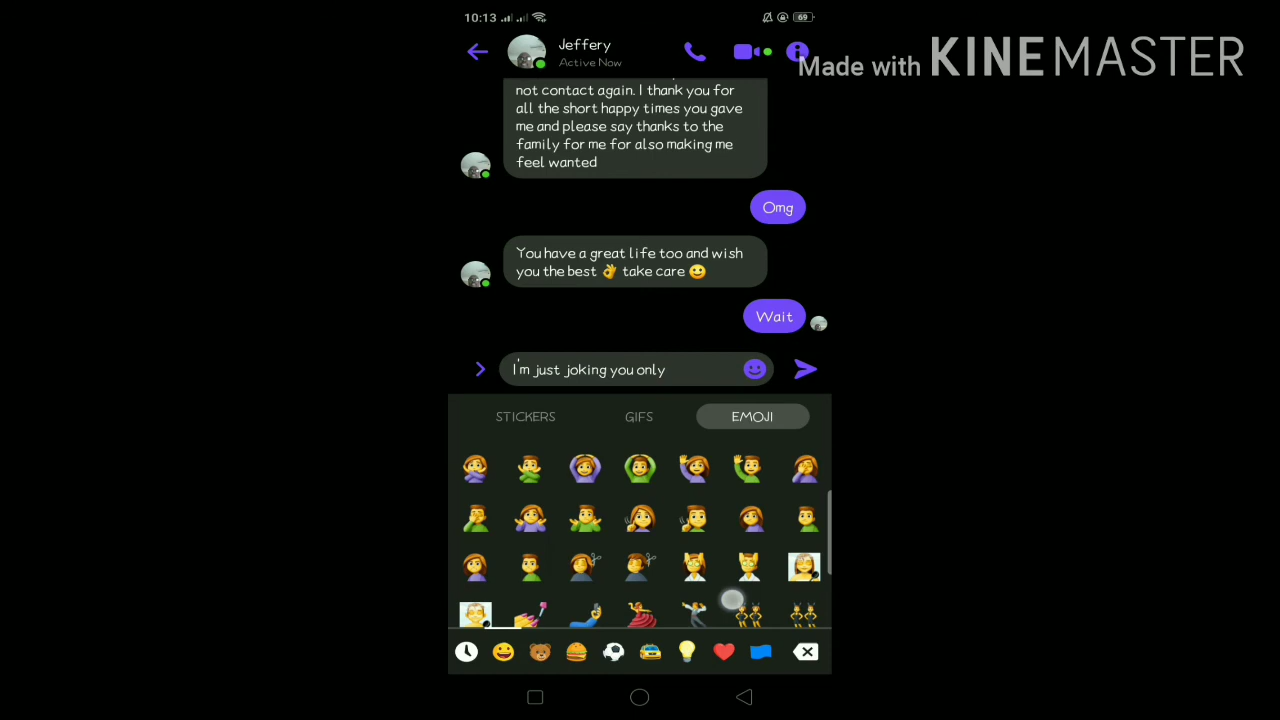 10:13
69
Jeffery
Active Now
Made with KINEMASTER
not contact again. I thank you for
all the short happy times you gave
me and please say thanks to the
family for me for also making me
feel wanted
Omg
You have a great life too and wish
you the best 👌 take care 🙂
Wait
I'm just joking you only
STICKERS GIFS EMOJI